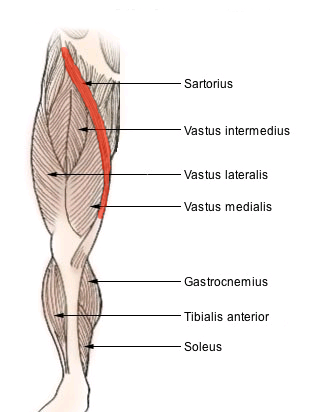 Sartorius
Vastus intermedius
Vastus lateralis
Vastus medialis
Gastrocnemius
Tibialis anterior
Soleus